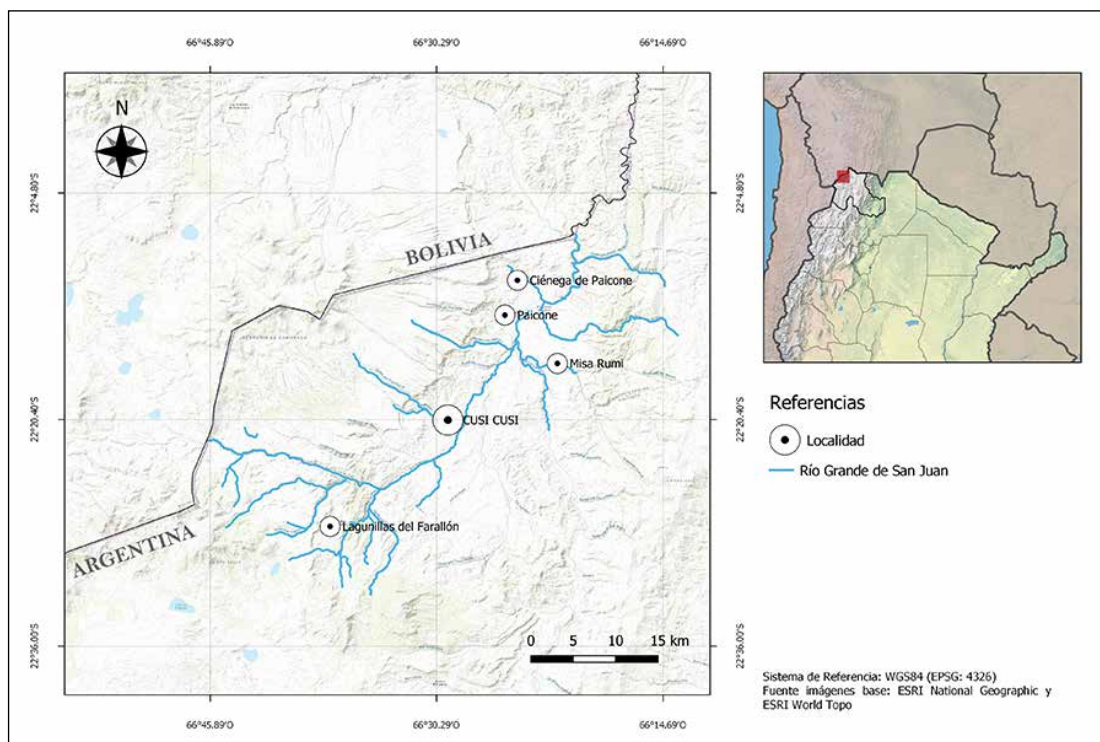 66°45.89'O
66°30.29'O
66°14.69'O
N
22°4.80'S
22°4.80'S
BOLIVIA
Ciénega de Paicone
Paicone
Misa Rumi
22°20.40'S
CUSI CUSI
22°20.40'S
Lagunillas del Farallón
ARGENTINA
22°36.00'S
0 5 10 15 km
22°36.00'S
66°45.89'O
66°30.29'O
66°14.69'O
Referencias
Localidad
Río Grande de San Juan
Sistema de Referencia: WGS84 (EPSG: 4326)
Fuente imágenes base: ESRI National Geographic y
ESRI World Topo